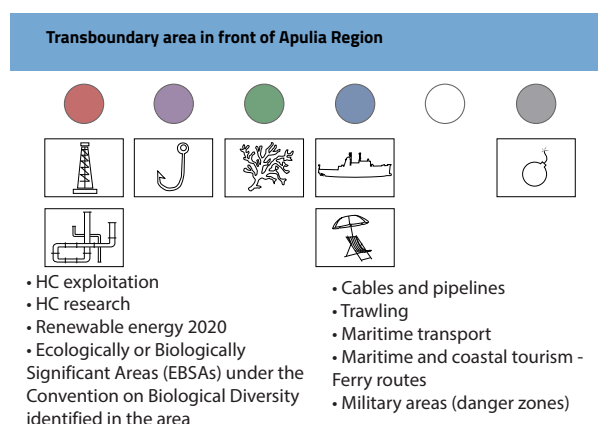 Transboundary area in front of Apulia Region
• HC exploitation
• HC research
• Renewable energy 2020
• Ecologically or Biologically
Significant Areas (EBSAs) under the
Convention on Biological Diversity
identified in the area
• Cables and pipelines
• Trawling
• Maritime transport
• Maritime and coastal tourism -
Ferry routes
• Military areas (danger zones)